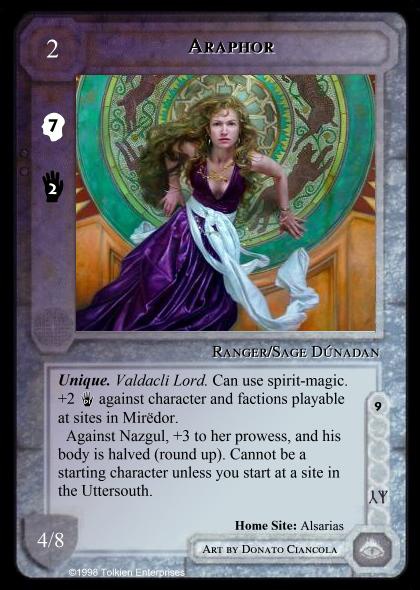 2
ARAPHOR
7
2
RANGER/SAGE DÚNADAN
Unique. Valdacli Lord. Can use spirit-magic.
+2 against character and factions playable
at sites in Mirëdor.
Against Nazgul, +3 to her prowess, and his
body is halved (round up). Cannot be a
starting character unless you start at a site in
the Uttersouth.
9
Home Site: Alsarias
4/8
ART BY DONATO CIANCOLA
©1998 Tolkien Enterprises